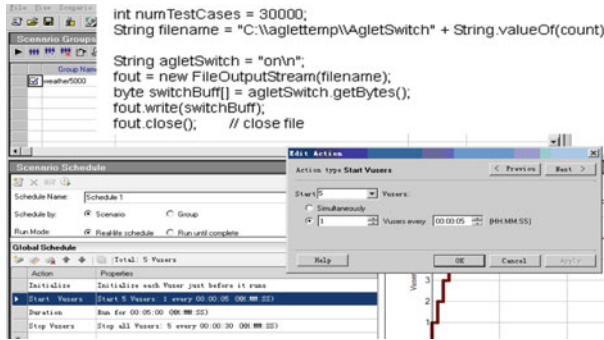 File View Scenario
int numTestCases = 30000;
String filename = "C:\\aglettemp\\AgletSwitch" + String.valueOf(count)
Scenario Groups
String agletSwitch = "on\n";
fout = new FileOutputStream(filename);
byte switchBuff[] = agletSwitch.getBytes();
fout.write(switchBuff);
fout.close(); // close file
Group Name
weather5000
Scenario Schedule
Schedule Name: Schedule 1
Schedule by: Scenario Group
Run Mode: Real-life schedule Run until complete
Global Schedule
Total: 5 Vusers
Action Properties
Initialize Initialize each Vuser just before it runs
Start Vusers Start 5 Vusers: 1 every 00:00:05 (HH:MM:SS)
Duration Run for 00:05:00 (HH:MM:SS)
Stop Vusers Stop all Vusers: 5 every 00:00:30 (HH:MM:SS)
Edit Action
Action type Start Vusers
< Previous Next >
Start 5 Vusers:
Simultaneously
1 Vusers every 00:00:05 (HH:MM:SS)
Help OK Cancel Apply
Vusers
3
2
1